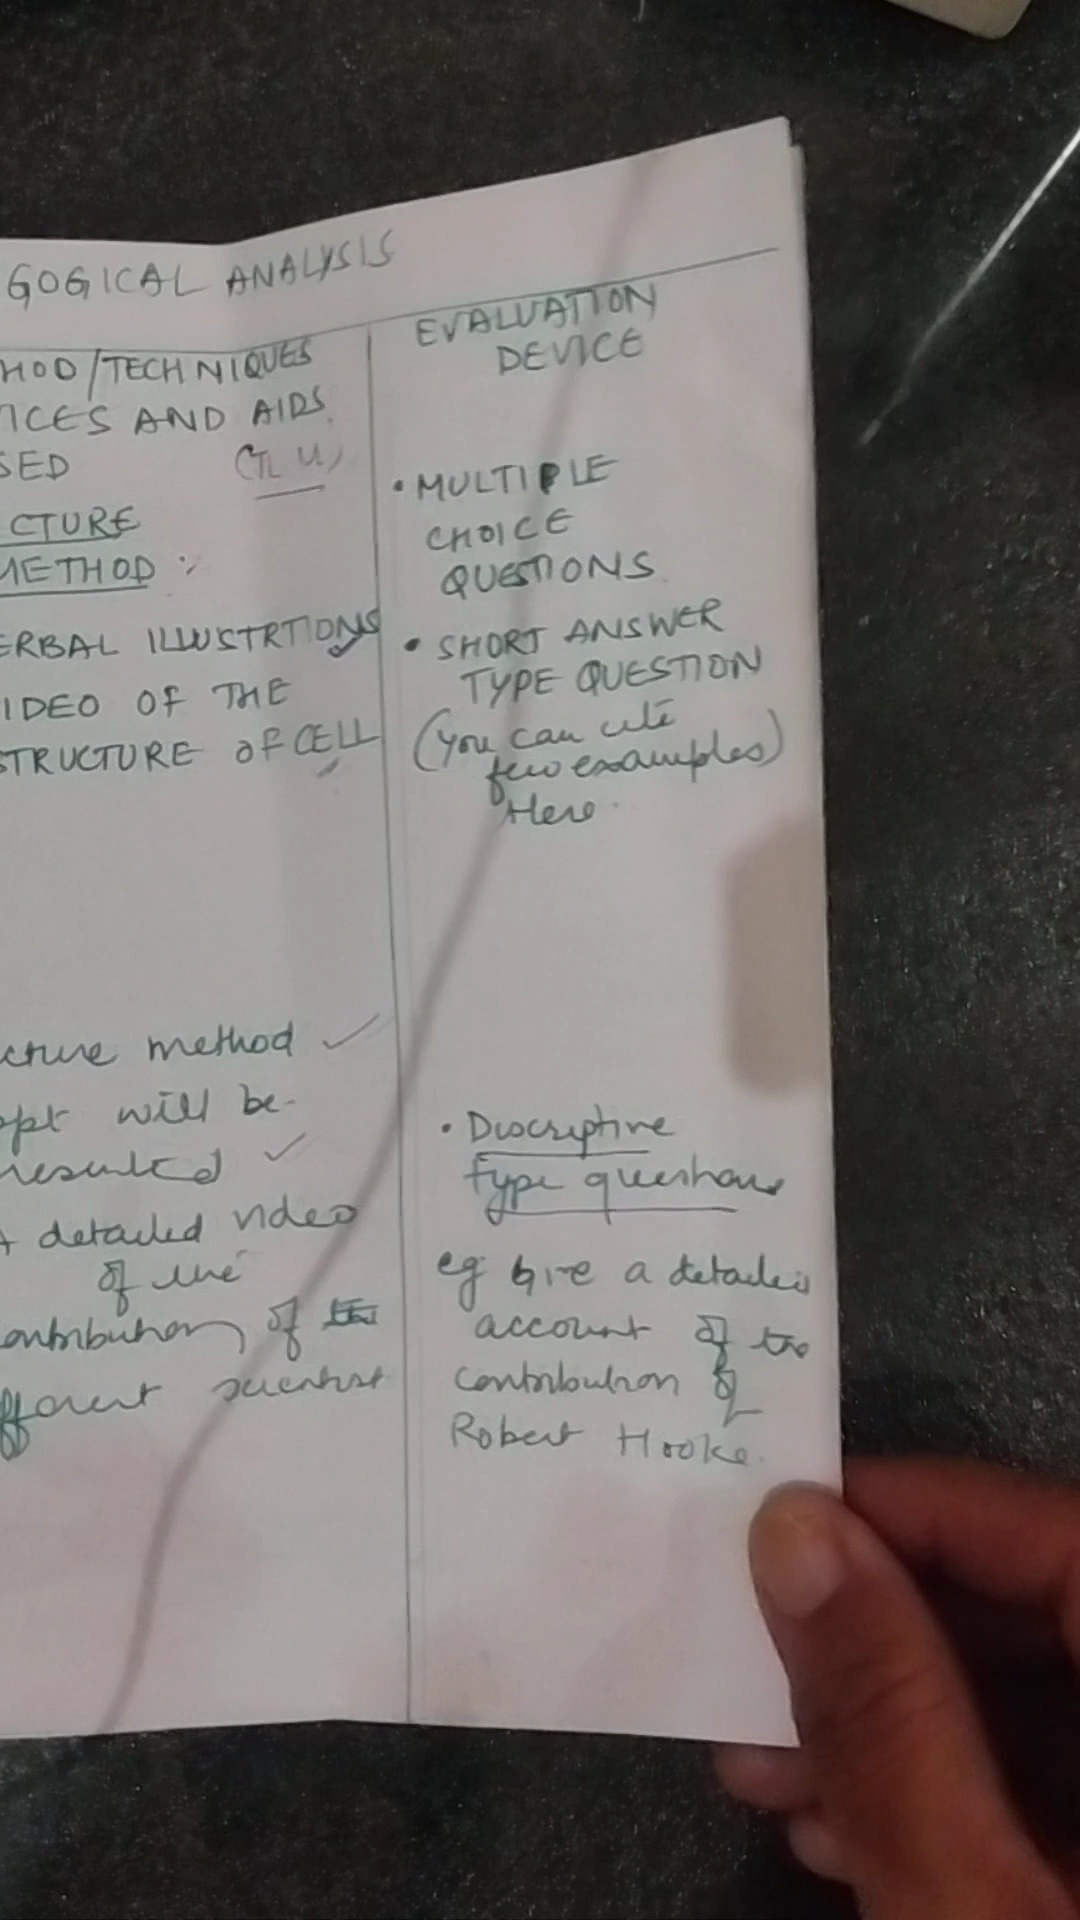 GOGICAL ANALYSIS
HOD/TECHNIQUES
ICES AND AIDS.
SED
CTURE
METHOD :
ERBAL ILLUSTRTIONS
IDEO OF THE
STRUCTURE OF CELL
cture method
ppt will be
detailed video
of the
contribution of
fferent scientist
EVALUATION
DEVICE
• MULTIPLE
CHOICE
QUESTIONS
• SHORT ANSWER
TYPE QUESTION
(You can cite
few examples)
Here.
• Discriptive
type questions
eg Give a detailed
account of the
contribution of
Robert Hooke.